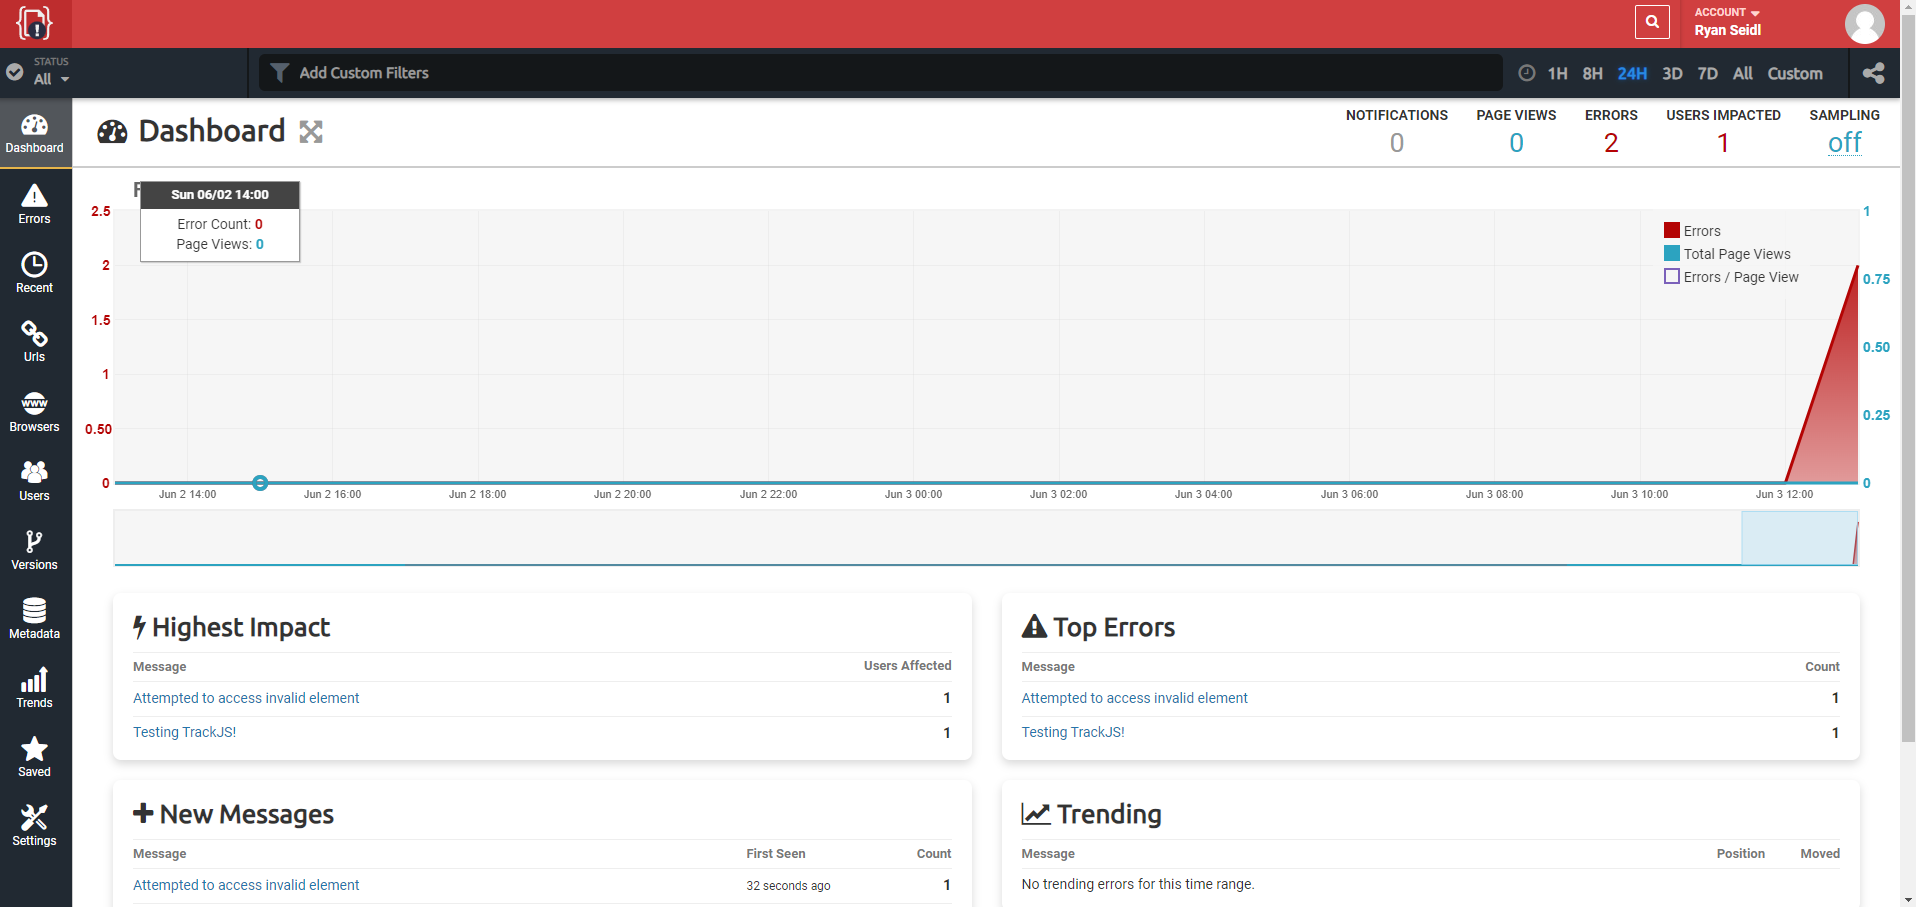 ACCOUNT
Ryan Seidl
STATUS
All
Add Custom Filters
1H 8H 24H 3D 7D All Custom
Dashboard
Errors
Recent
Urls
WWW
Browsers
Users
Versions
Metadata
Trends
Saved
Settings
Dashboard
NOTIFICATIONS
0
PAGE VIEWS
0
ERRORS
2
USERS IMPACTED
1
SAMPLING
off
Sun 06/02 14:00
Error Count: 0
Page Views: 0
2.5
2
1.5
1
0.50
0
Errors
Total Page Views
Errors / Page View
1
0.75
0.50
0.25
0
Jun 2 14:00 Jun 2 16:00 Jun 2 18:00 Jun 2 20:00 Jun 2 22:00 Jun 3 00:00 Jun 3 02:00 Jun 3 04:00 Jun 3 06:00 Jun 3 08:00 Jun 3 10:00 Jun 3 12:00
Highest Impact
Message Users Affected
Attempted to access invalid element 1
Testing TrackJS! 1
Top Errors
Message Count
Attempted to access invalid element 1
Testing TrackJS! 1
New Messages
Message First Seen Count
Attempted to access invalid element 32 seconds ago 1
Trending
Message Position Moved
No trending errors for this time range.